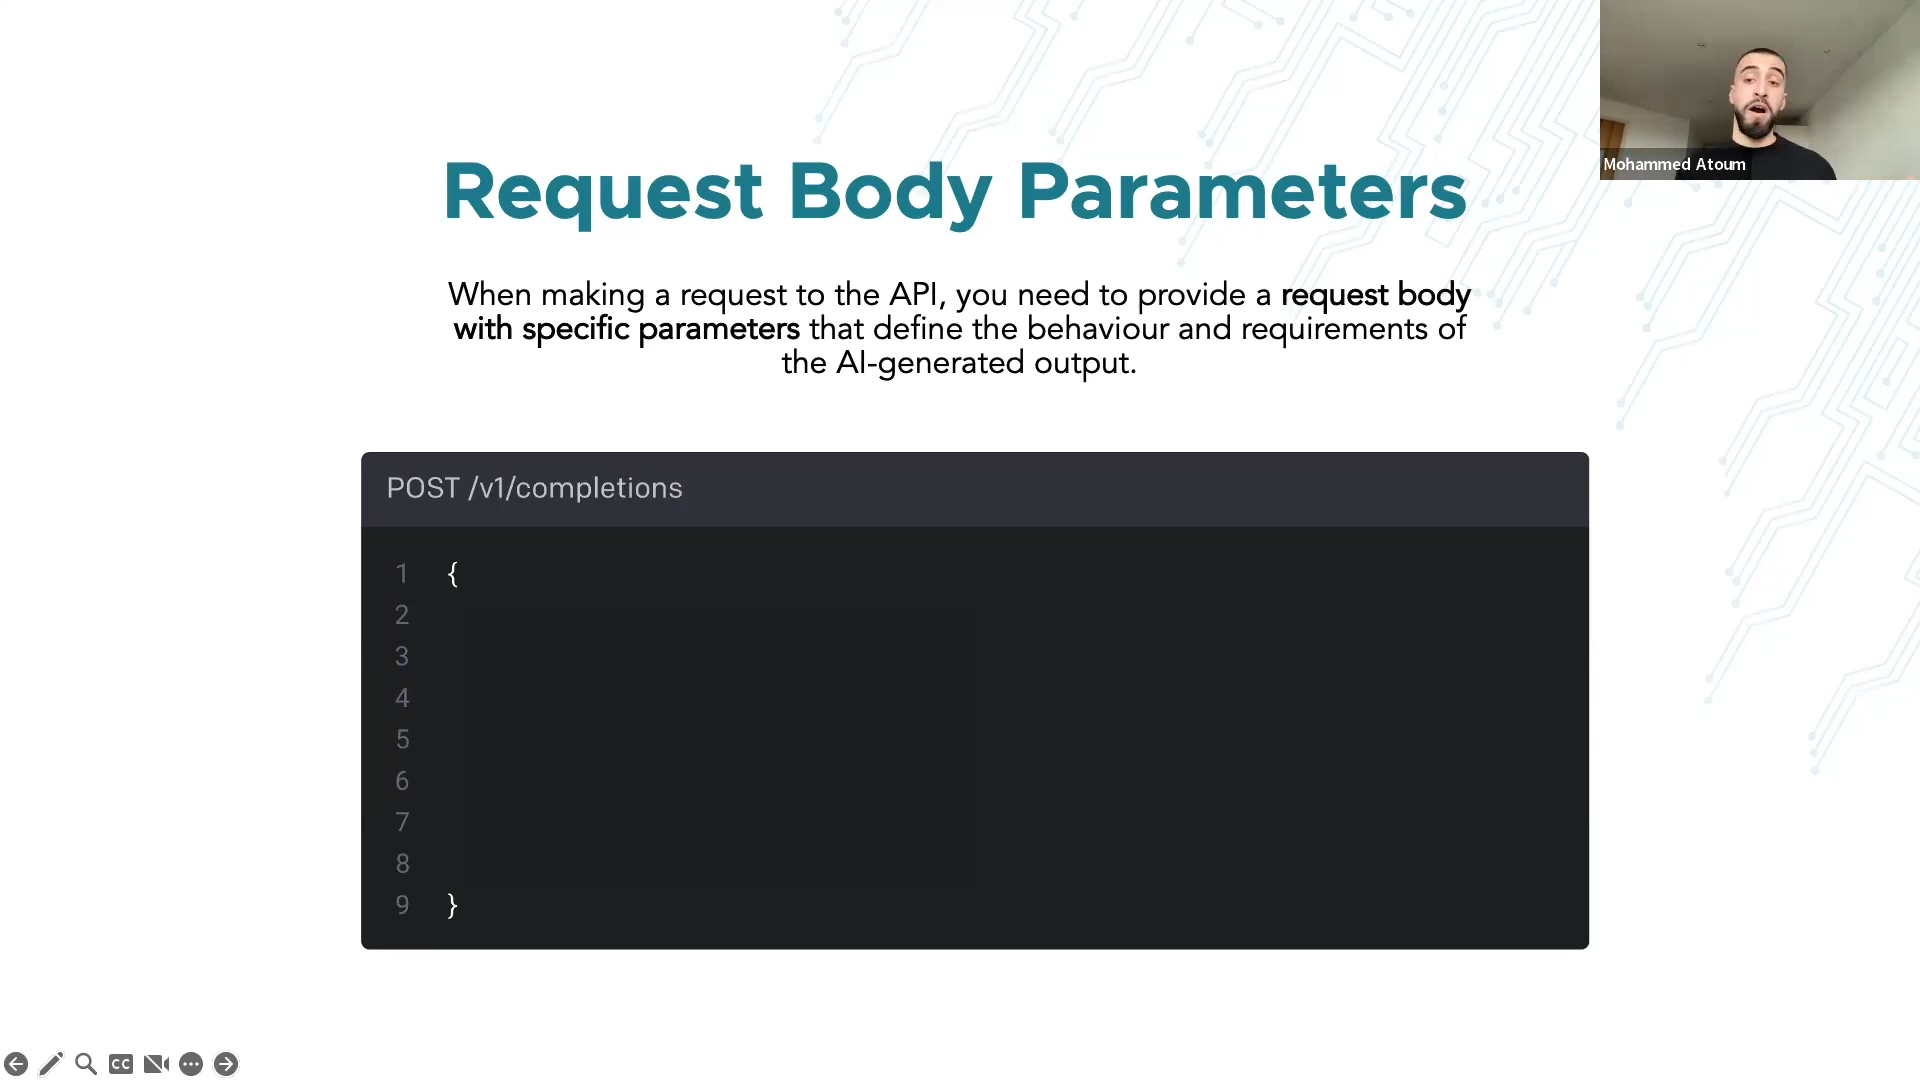 Request Body Parameters
When making a request to the API, you need to provide a request body
with specific parameters that define the behaviour and requirements of
the AI-generated output.
POST /v1/completions
1 {
2
3
4
5
6
7
8
9 }
Mohammed Atoum
CC